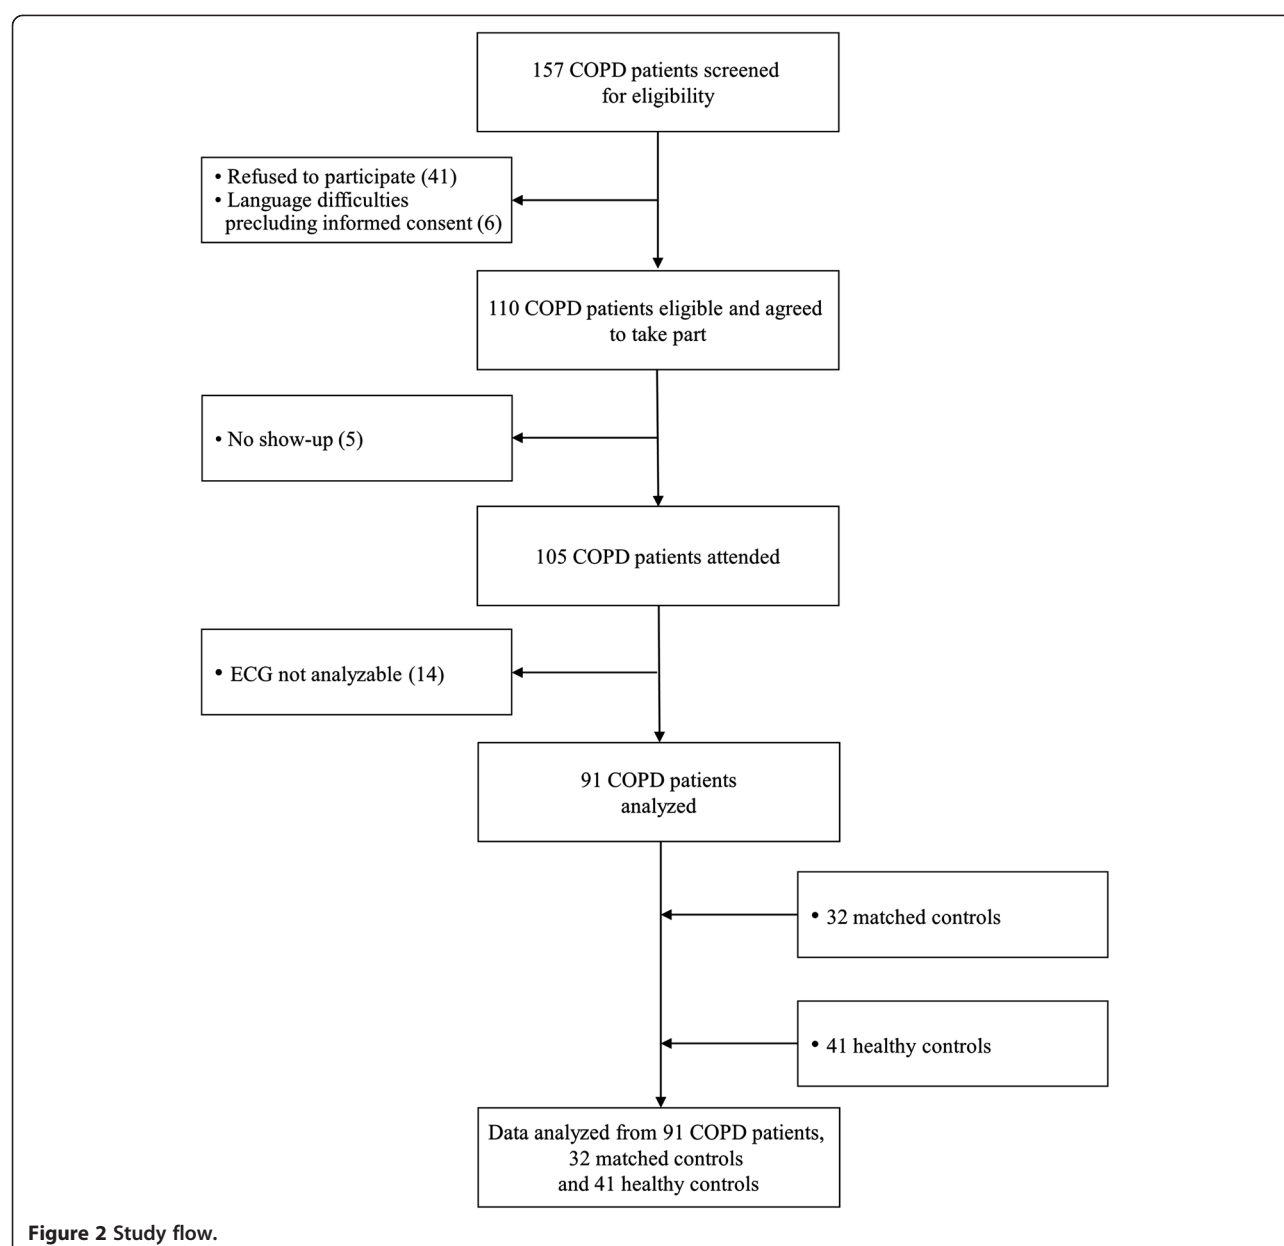 157 COPD patients screened
for eligibility
• Refused to participate (41)
• Language difficulties
precluding informed consent (6)
110 COPD patients eligible and agreed
to take part
• No show-up (5)
105 COPD patients attended
• ECG not analyzable (14)
91 COPD patients
analyzed
• 32 matched controls
• 41 healthy controls
Data analyzed from 91 COPD patients,
32 matched controls
and 41 healthy controls
Figure 2 Study flow.